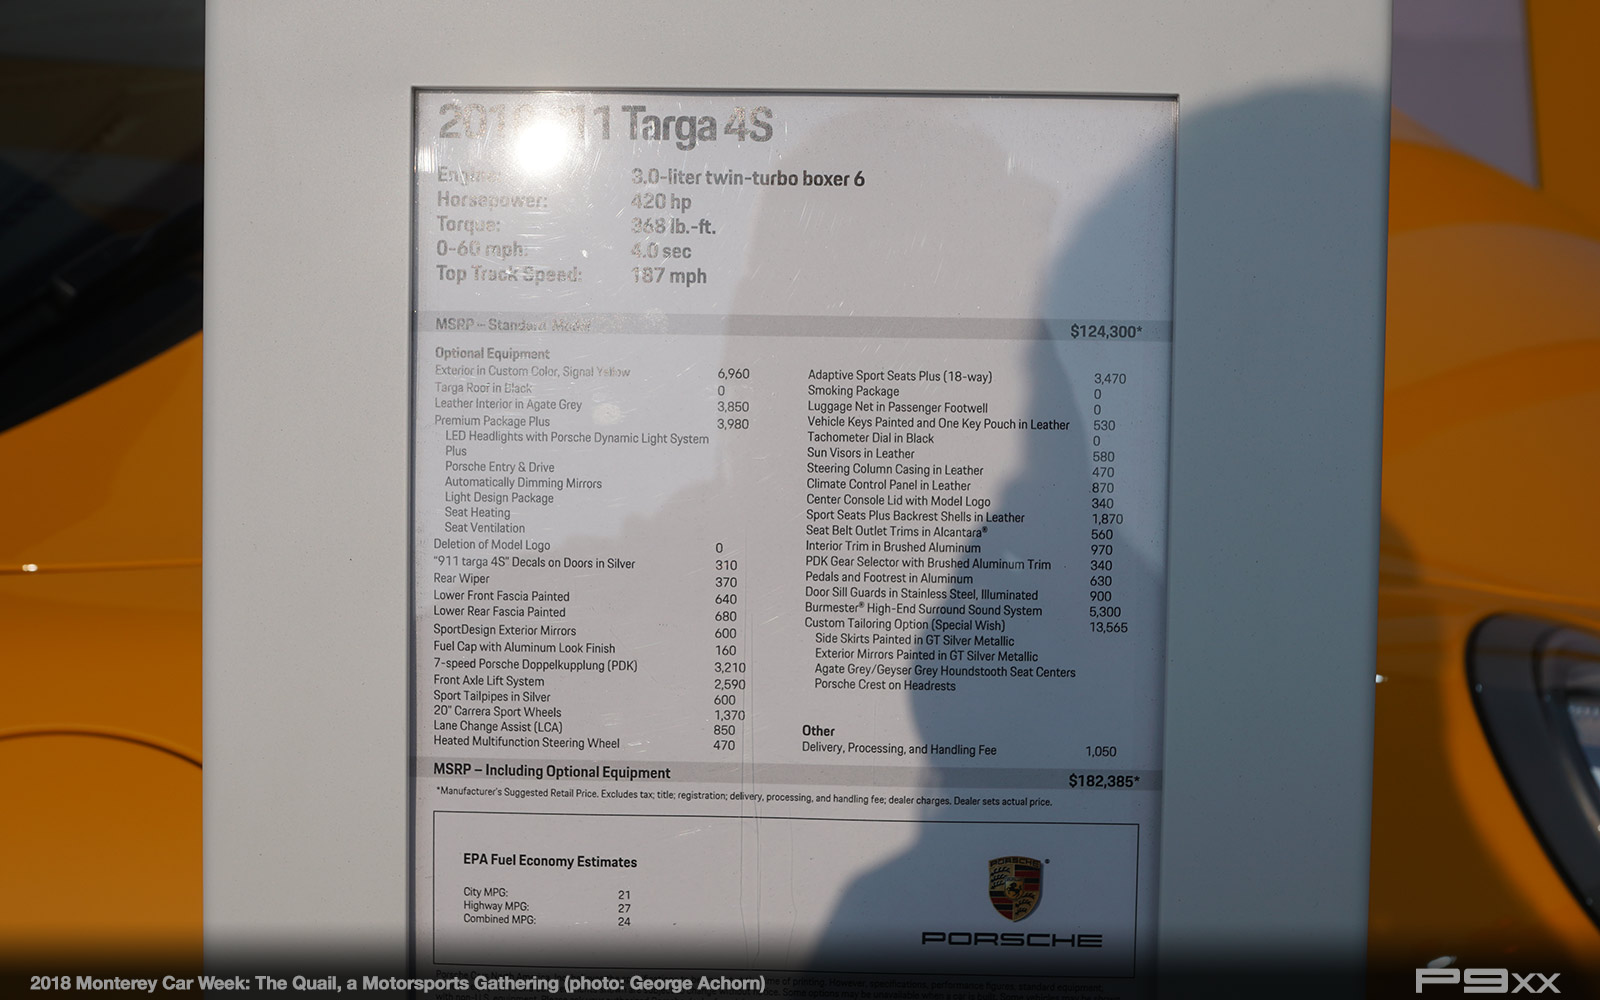 11 Targa 4S
Engine: 3.0-liter twin-turbo boxer 6
Horsepower: 420 hp
Torque: 368 lb.-ft.
0-60 mph: 4.0 sec
Top Track Speed: 187 mph
MSRP – Standard Model $124,300*
Optional Equipment
Exterior in Custom Color, Signal Yellow 6,960
Targa Roof in Black 0
Leather Interior in Agate Grey 3,850
Premium Package Plus 3,980
LED Headlights with Porsche Dynamic Light System
Plus
Porsche Entry & Drive
Automatically Dimming Mirrors
Light Design Package
Seat Heating
Seat Ventilation
Deletion of Model Logo 0
"911 targa 4S" Decals on Doors in Silver 310
Rear Wiper 370
Lower Front Fascia Painted 640
Lower Rear Fascia Painted 680
SportDesign Exterior Mirrors 600
Fuel Cap with Aluminum Look Finish 160
7-speed Porsche Doppelkupplung (PDK) 3,210
Front Axle Lift System 2,590
Sport Tailpipes in Silver 600
20" Carrera Sport Wheels 1,370
Lane Change Assist (LCA) 850
Heated Multifunction Steering Wheel 470
Adaptive Sport Seats Plus (18-way) 3,470
Smoking Package 0
Luggage Net in Passenger Footwell 0
Vehicle Keys Painted and One Key Pouch in Leather 530
Tachometer Dial in Black 0
Sun Visors in Leather 580
Steering Column Casing in Leather 470
Climate Control Panel in Leather 870
Center Console Lid with Model Logo 340
Sport Seats Plus Backrest Shells in Leather 1,870
Seat Belt Outlet Trims in Alcantara® 560
Interior Trim in Brushed Aluminum 970
PDK Gear Selector with Brushed Aluminum Trim 340
Pedals and Footrest in Aluminum 630
Door Sill Guards in Stainless Steel, Illuminated 900
Burmester® High-End Surround Sound System 5,300
Custom Tailoring Option (Special Wish) 13,565
Side Skirts Painted in GT Silver Metallic
Exterior Mirrors Painted in GT Silver Metallic
Agate Grey/Geyser Grey Houndstooth Seat Centers
Porsche Crest on Headrests
Other
Delivery, Processing, and Handling Fee 1,050
MSRP – Including Optional Equipment $182,385*
*Manufacturer's Suggested Retail Price. Excludes tax; title; registration; delivery, processing, and handling fee; dealer charges. Dealer sets actual price.
EPA Fuel Economy Estimates
City MPG: 21
Highway MPG: 27
Combined MPG: 24
PORSCHE
PORSCHE
2018 Monterey Car Week: The Quail, a Motorsports Gathering (photo: George Achorn)
P9xx